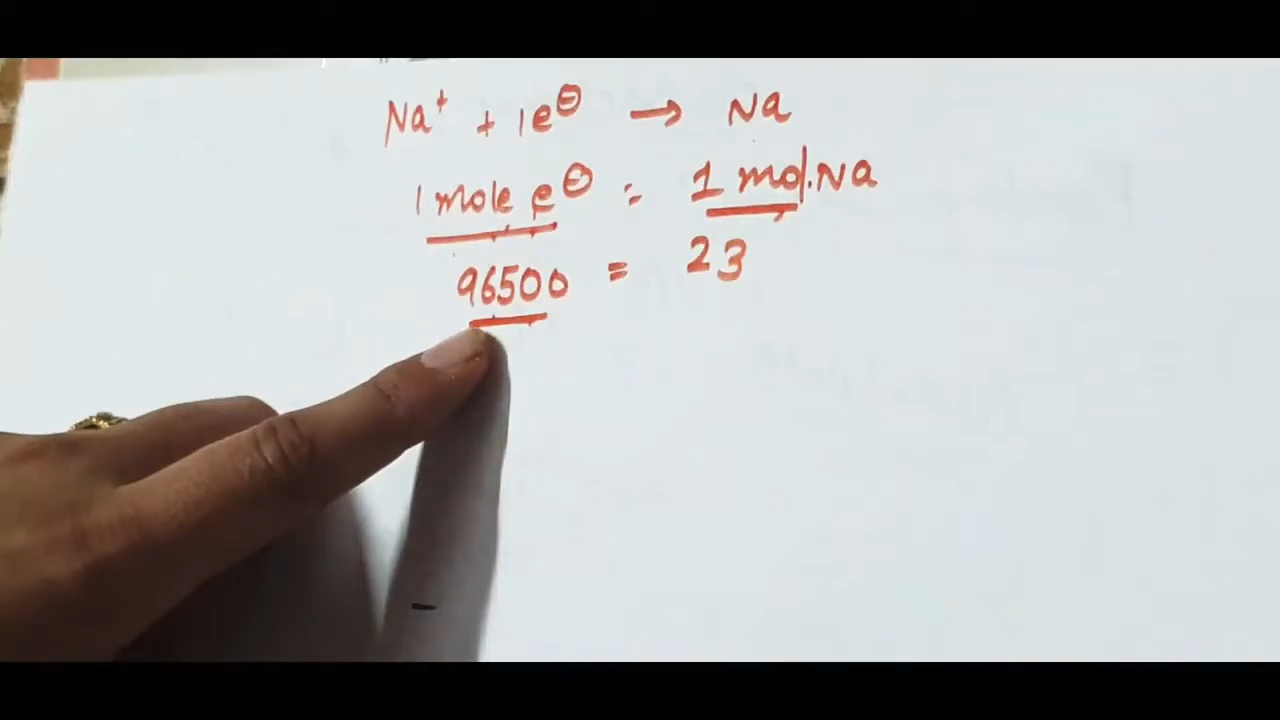 Na⁺ + 1e⊖ → Na
1 mole e⊖ = 1 mol. Na
96500 = 23